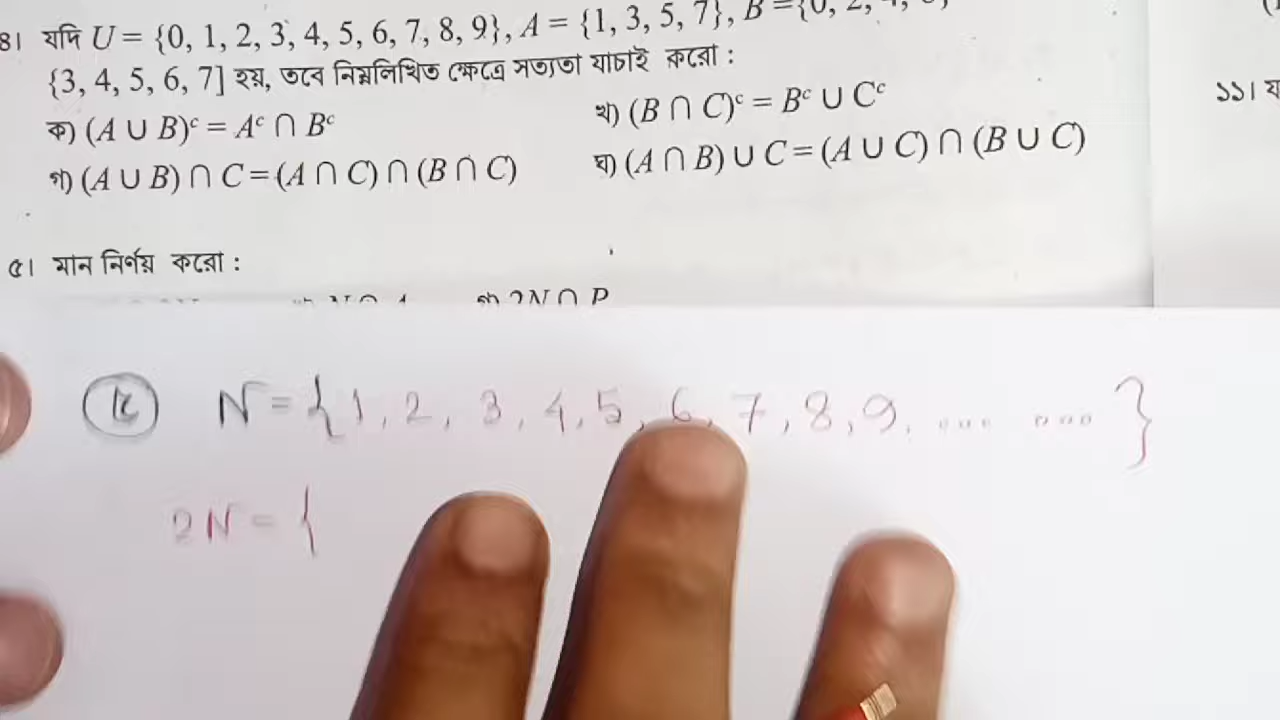 8। যদি U = {0, 1, 2, 3, 4, 5, 6, 7, 8, 9}, A = {1, 3, 5, 7}, B = {0, 2,
{3, 4, 5, 6, 7] হয়, তবে নিম্নলিখিত ক্ষেত্রে সত্যতা যাচাই করো :
ক) (A ∪ B)ᶜ = Aᶜ ∩ Bᶜ খ) (B ∩ C)ᶜ = Bᶜ ∪ Cᶜ
গ) (A ∪ B) ∩ C = (A ∩ C) ∩ (B ∩ C) ঘ) (A ∩ B) ∪ C = (A ∪ C) ∩ (B ∪ C)
১১। য
৫। মান নির্ণয় করো :
গ) 2N ∩ P
ক N = {1, 2, 3, 4, 5, 6, 7, 8, 9, ... ... }
2N = {